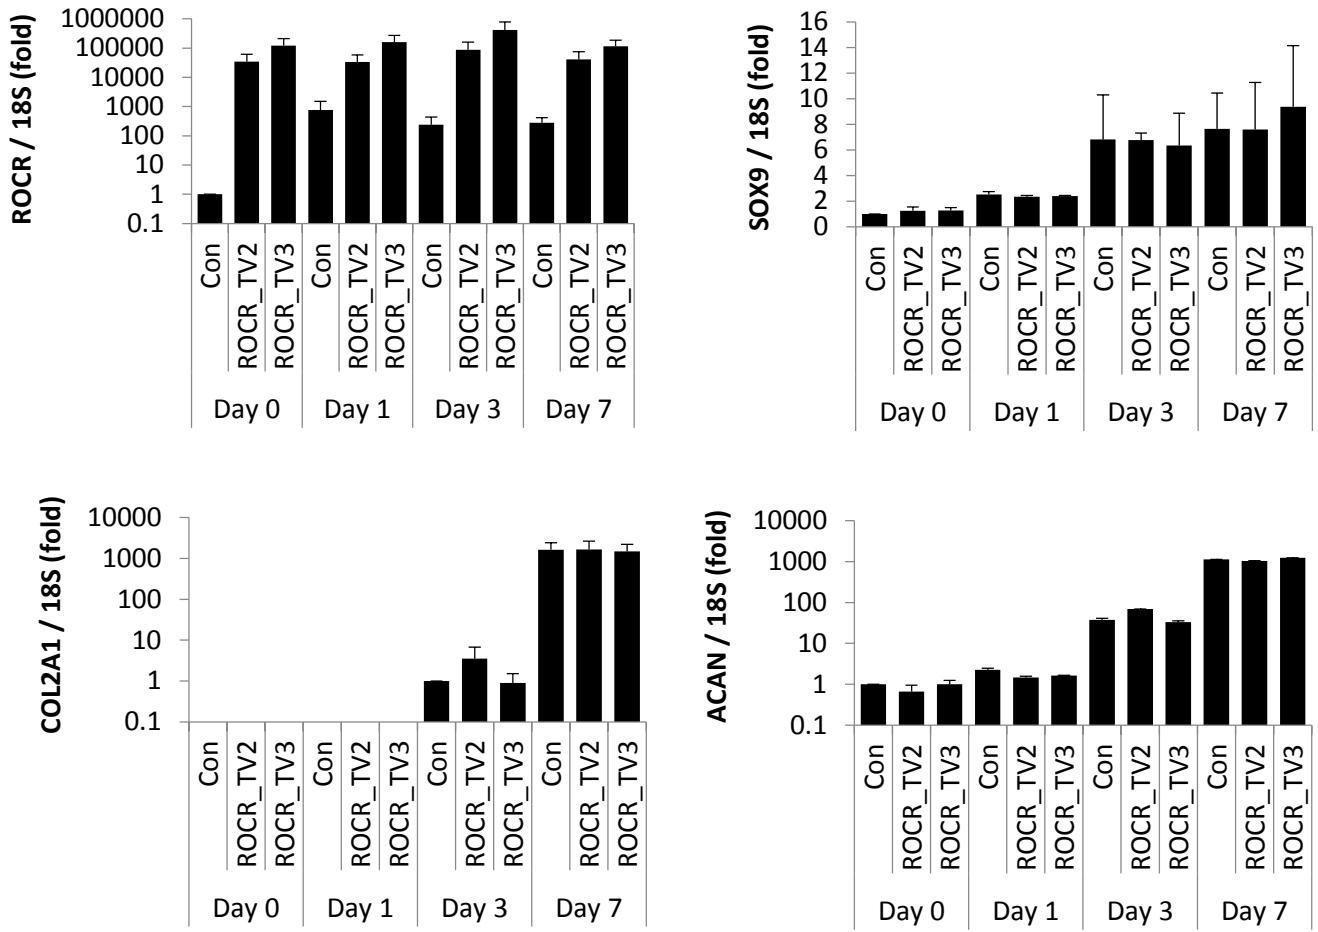 ROCR / 18S (fold)
1000000
100000
10000
1000
100
10
1
0.1
Con
ROCR_TV2
ROCR_TV3
Con
ROCR_TV2
ROCR_TV3
Con
ROCR_TV2
ROCR_TV3
Con
ROCR_TV2
ROCR_TV3
Day 0
Day 1
Day 3
Day 7
SOX9 / 18S (fold)
16
14
12
10
8
6
4
2
0
Con
ROCR_TV2
ROCR_TV3
Con
ROCR_TV2
ROCR_TV3
Con
ROCR_TV2
ROCR_TV3
Con
ROCR_TV2
ROCR_TV3
Day 0
Day 1
Day 3
Day 7
COL2A1 / 18S (fold)
10000
1000
100
10
1
0.1
Con
ROCR_TV2
ROCR_TV3
Con
ROCR_TV2
ROCR_TV3
Con
ROCR_TV2
ROCR_TV3
Con
ROCR_TV2
ROCR_TV3
Day 0
Day 1
Day 3
Day 7
ACAN / 18S (fold)
10000
1000
100
10
1
0.1
Con
ROCR_TV2
ROCR_TV3
Con
ROCR_TV2
ROCR_TV3
Con
ROCR_TV2
ROCR_TV3
Con
ROCR_TV2
ROCR_TV3
Day 0
Day 1
Day 3
Day 7